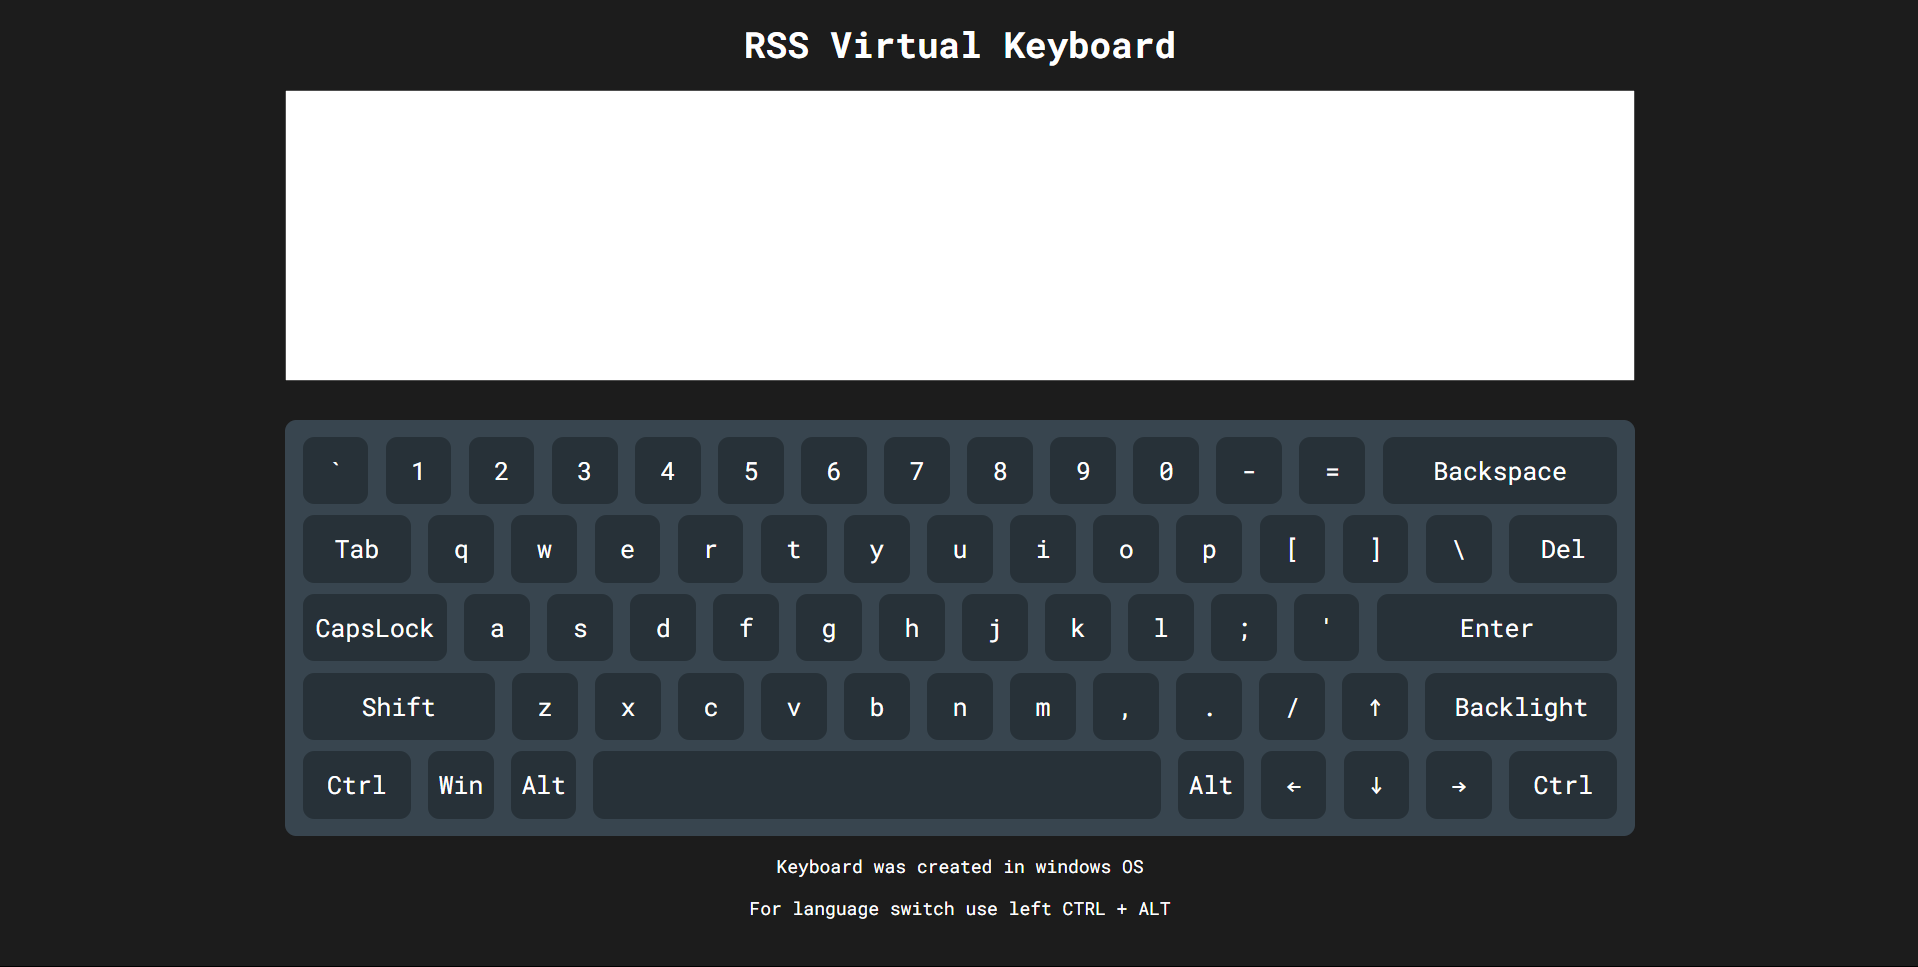 RSS Virtual Keyboard
` 1 2 3 4 5 6 7 8 9 0 - = Backspace
Tab q w e r t y u i o p [ ] \ Del
CapsLock a s d f g h j k l ; ' Enter
Shift z x c v b n m , . / ↑ Backlight
Ctrl Win Alt Alt ← ↓ → Ctrl
Keyboard was created in windows OS
For language switch use left CTRL + ALT